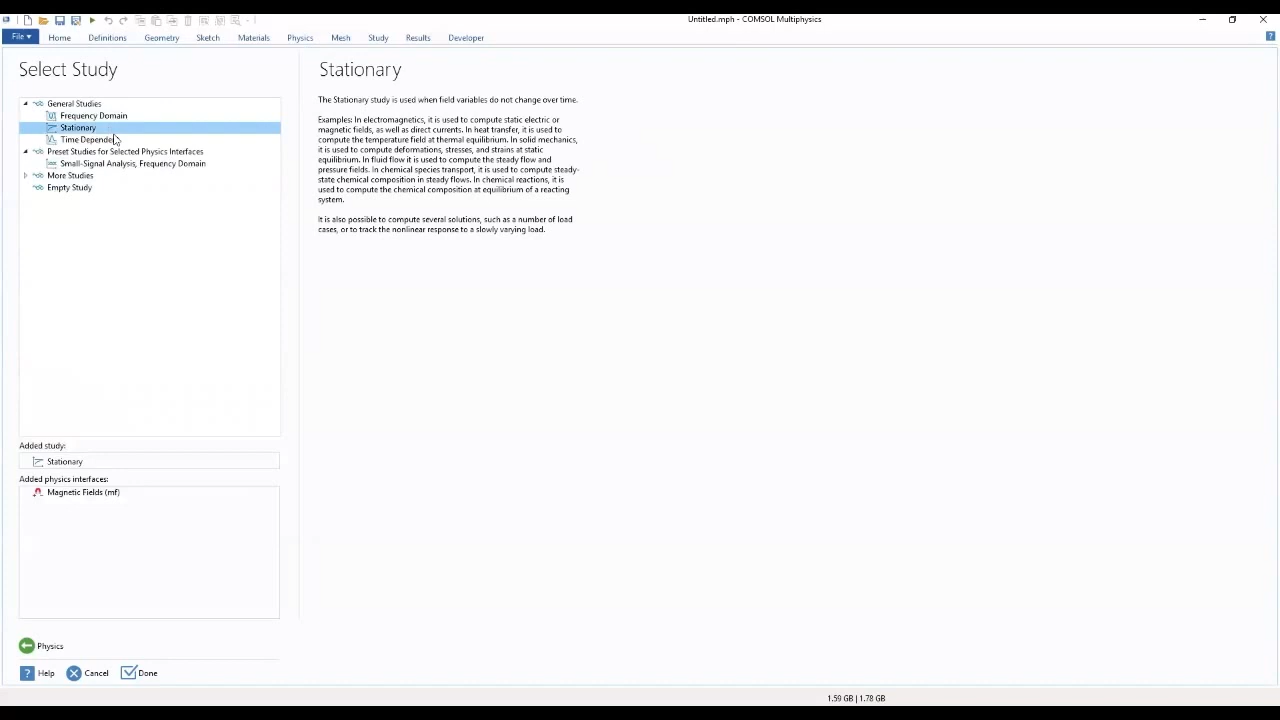 Untitled.mph - COMSOL Multiphysics
File
Home
Definitions
Geometry
Sketch
Materials
Physics
Mesh
Study
Results
Developer
?
Select Study
General Studies
Frequency Domain
Stationary
Time Dependent
Preset Studies for Selected Physics Interfaces
Small-Signal Analysis, Frequency Domain
More Studies
Empty Study
Added study:
Stationary
Added physics interfaces:
Magnetic Fields (mf)
Physics
? Help
Cancel
Done
Stationary
The Stationary study is used when field variables do not change over time.
Examples: In electromagnetics, it is used to compute static electric or
magnetic fields, as well as direct currents. In heat transfer, it is used to
compute the temperature field at thermal equilibrium. In solid mechanics,
it is used to compute deformations, stresses, and strains at static
equilibrium. In fluid flow it is used to compute the steady flow and
pressure fields. In chemical species transport, it is used to compute steady-
state chemical composition in steady flows. In chemical reactions, it is
used to compute the chemical composition at equilibrium of a reacting
system.
It is also possible to compute several solutions, such as a number of load
cases, or to track the nonlinear response to a slowly varying load.
1.59 GB | 1.78 GB